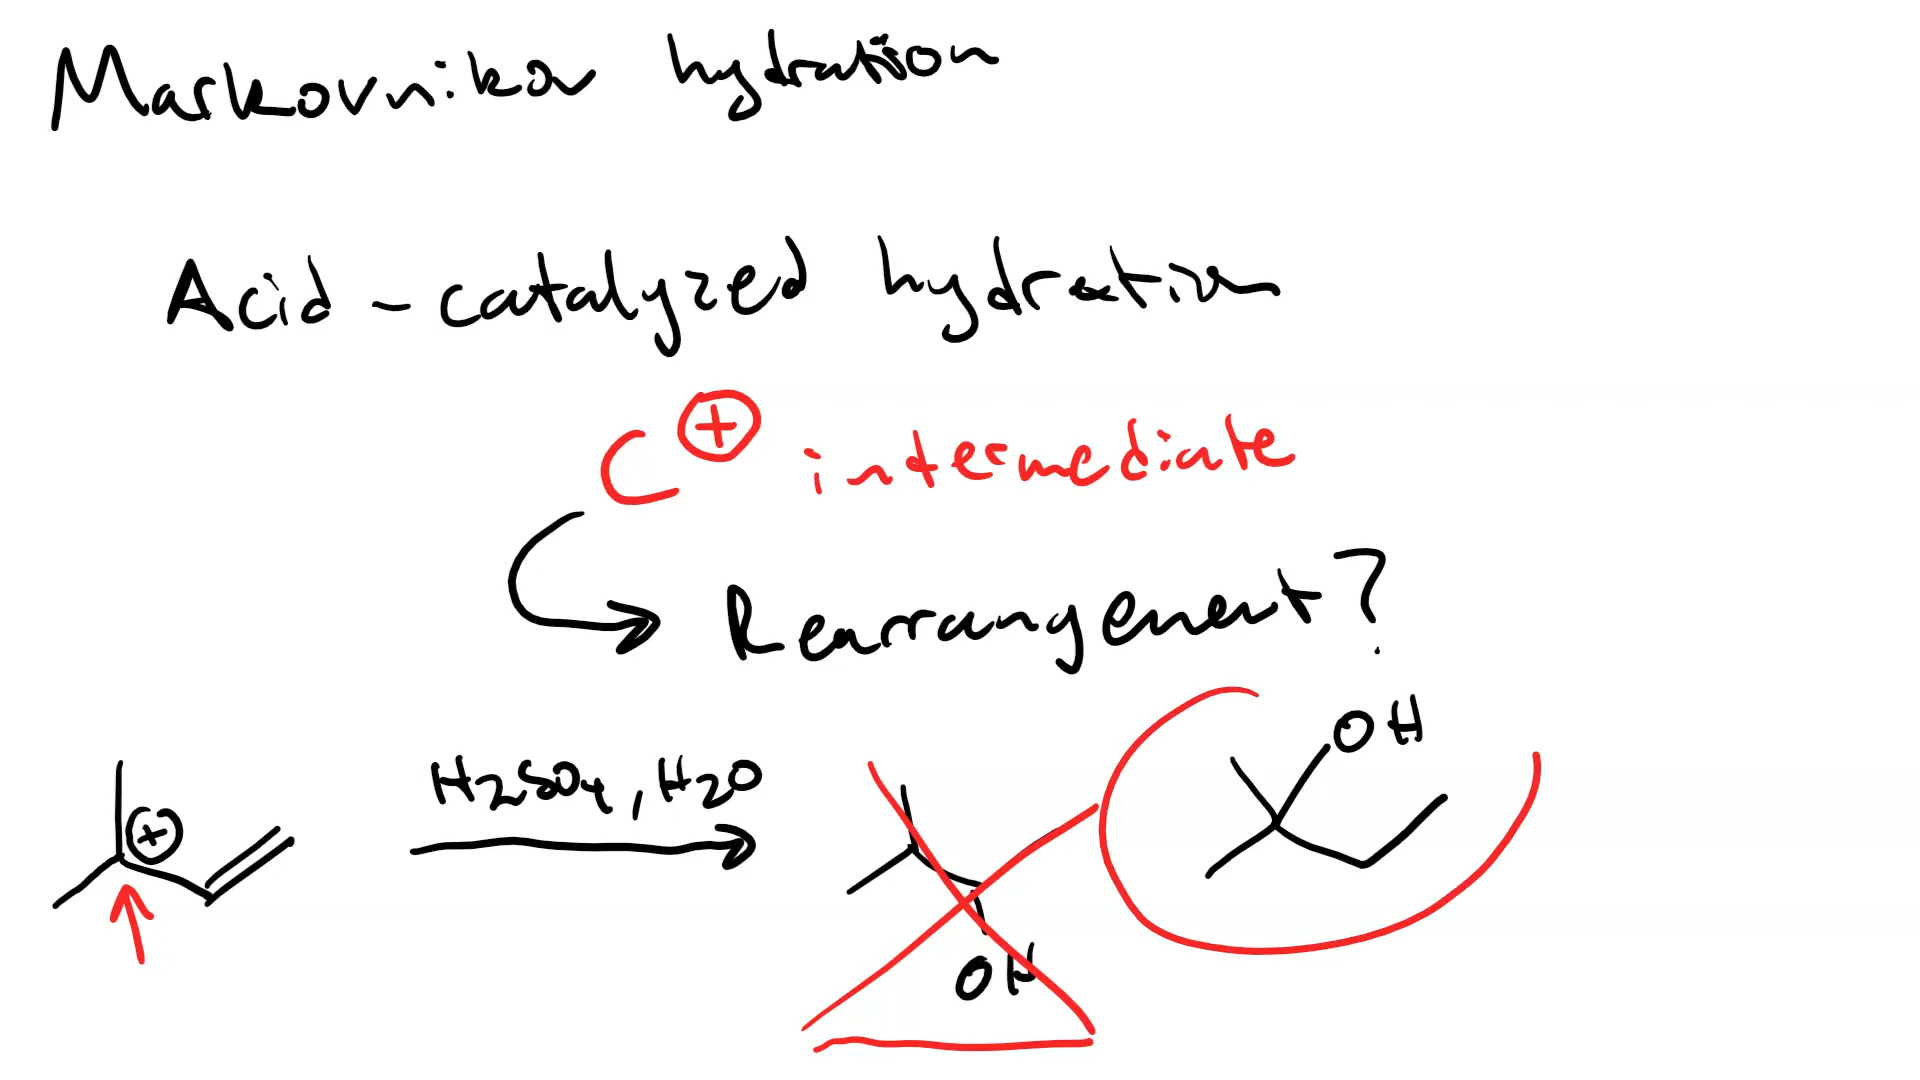 Markovnikov hydration
Acid-catalyzed hydration
C⊕ intermediate
Rearrangement?
⊕
H2SO4, H2O
OH
OH